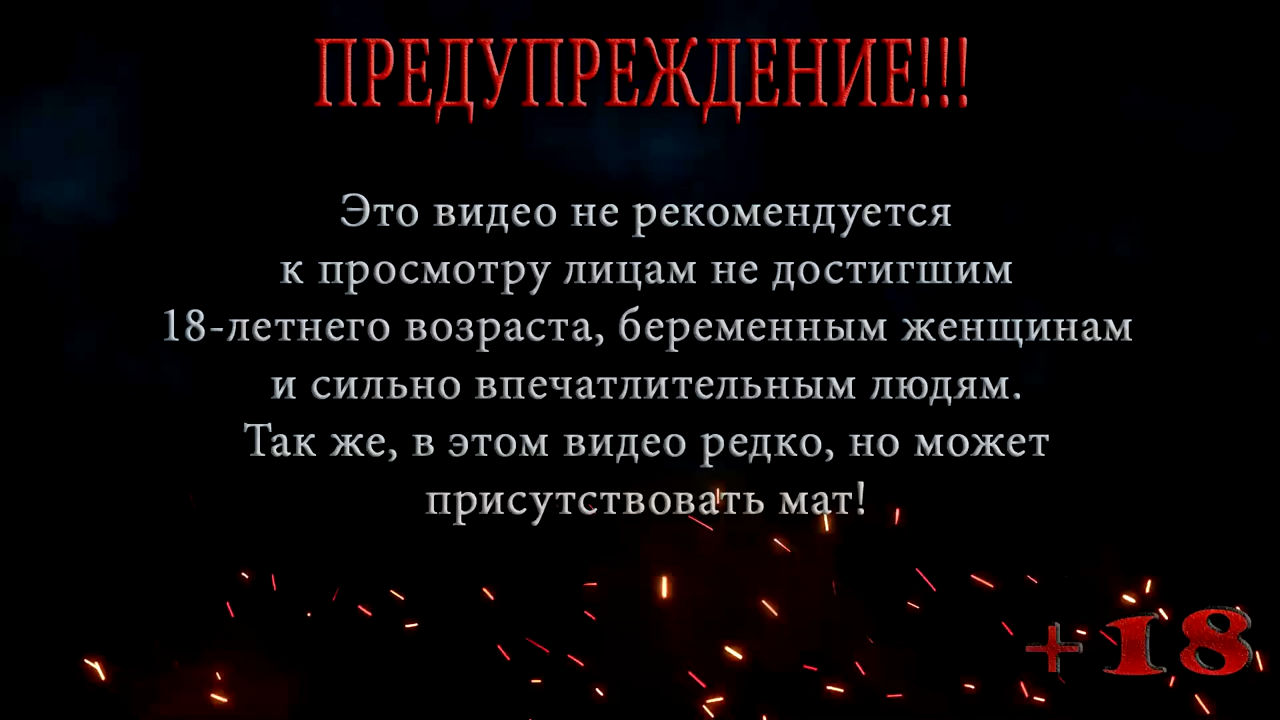 ПРЕДУПРЕЖДЕНИЕ!!!
Это видео не рекомендуется
к просмотру лицам не достигшим
18-летнего возраста, беременным женщинам
и сильно впечатлительным людям.
Так же, в этом видео редко, но может
присутствовать мат!
+18